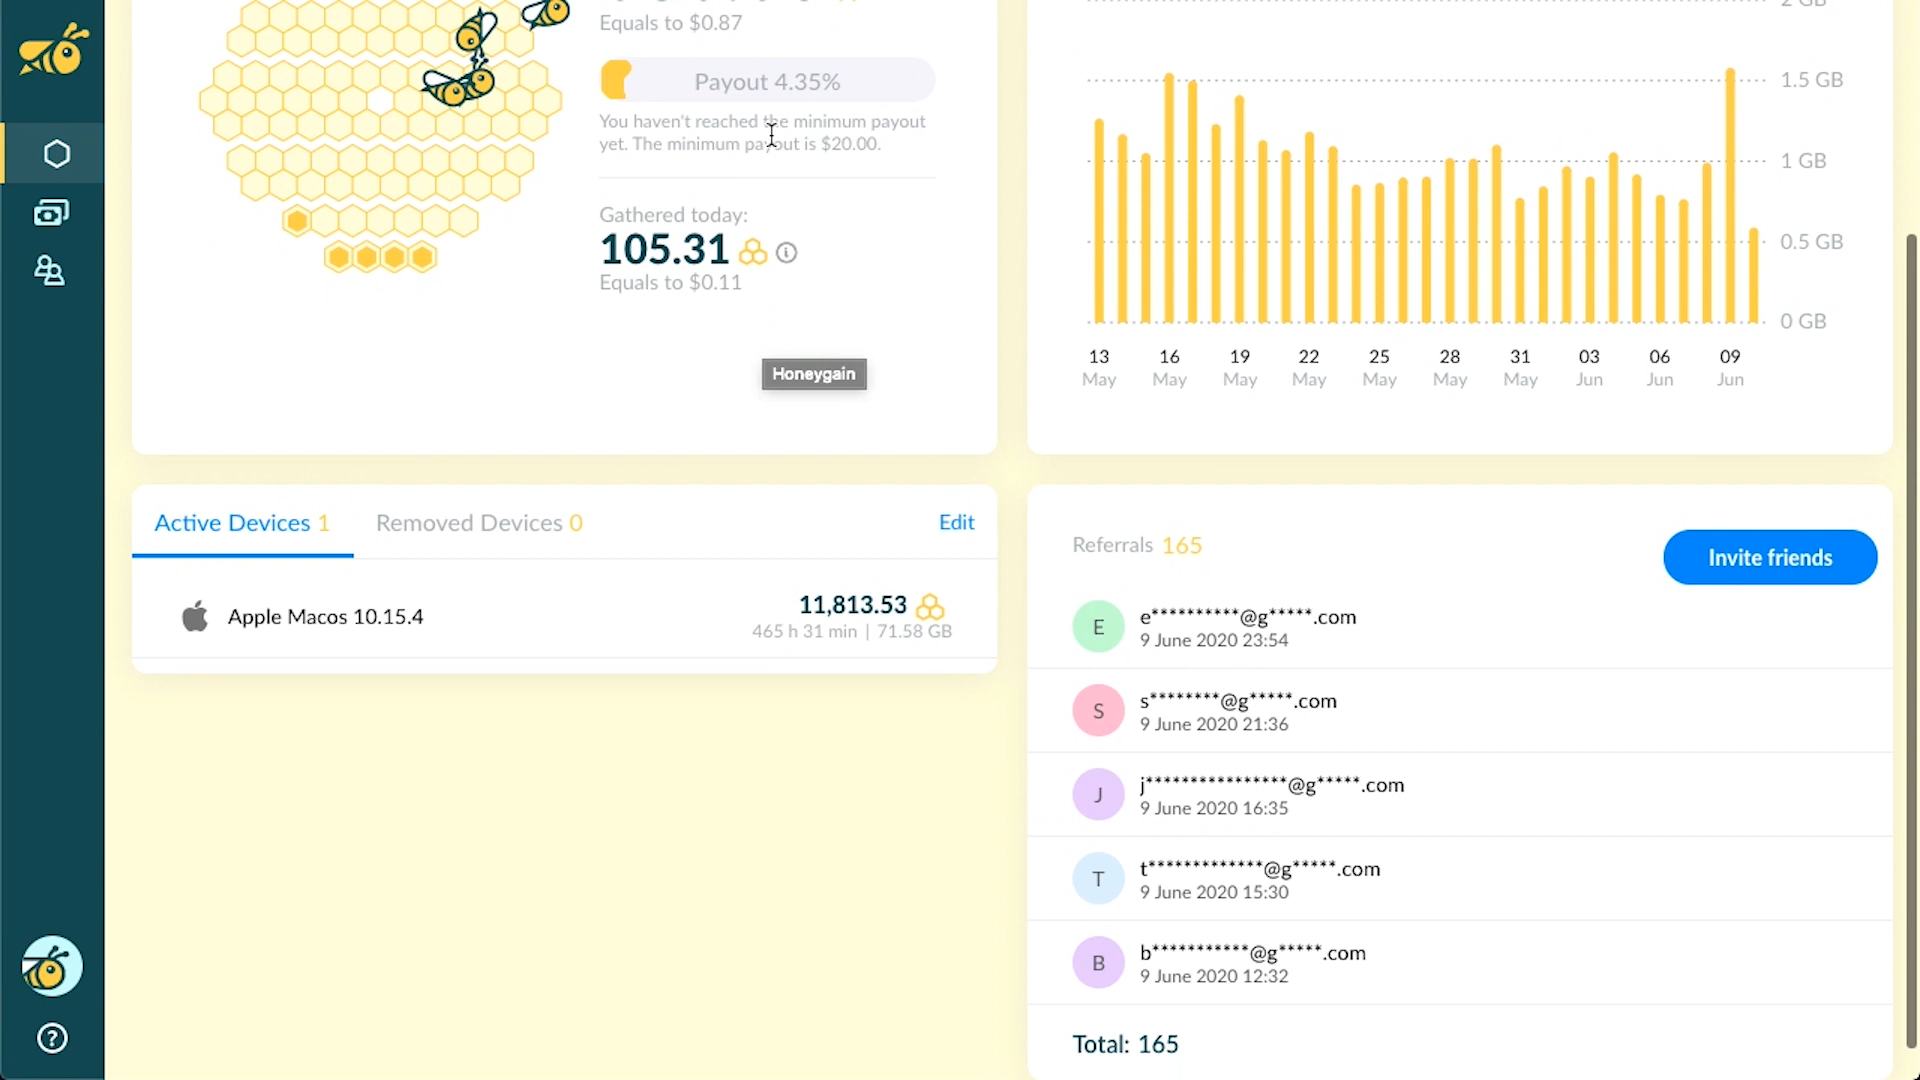 Equals to $0.87
Payout 4.35%
You haven't reached the minimum payout
yet. The minimum payout is $20.00.
Gathered today:
105.31
Equals to $0.11
Honeygain
2 GB
1.5 GB
1 GB
0.5 GB
0 GB
13 16 19 22 25 28 31 03 06 09
May May May May May May May Jun Jun Jun
Active Devices 1 Removed Devices 0 Edit
Apple Macos 10.15.4
11,813.53
465 h 31 min | 71.58 GB
Referrals 165
Invite friends
E
e**********@g*****.com
9 June 2020 23:54
S
s********@g*****.com
9 June 2020 21:36
J
j****************@g*****.com
9 June 2020 16:35
T
t*************@g*****.com
9 June 2020 15:30
B
b***********@g*****.com
9 June 2020 12:32
Total: 165